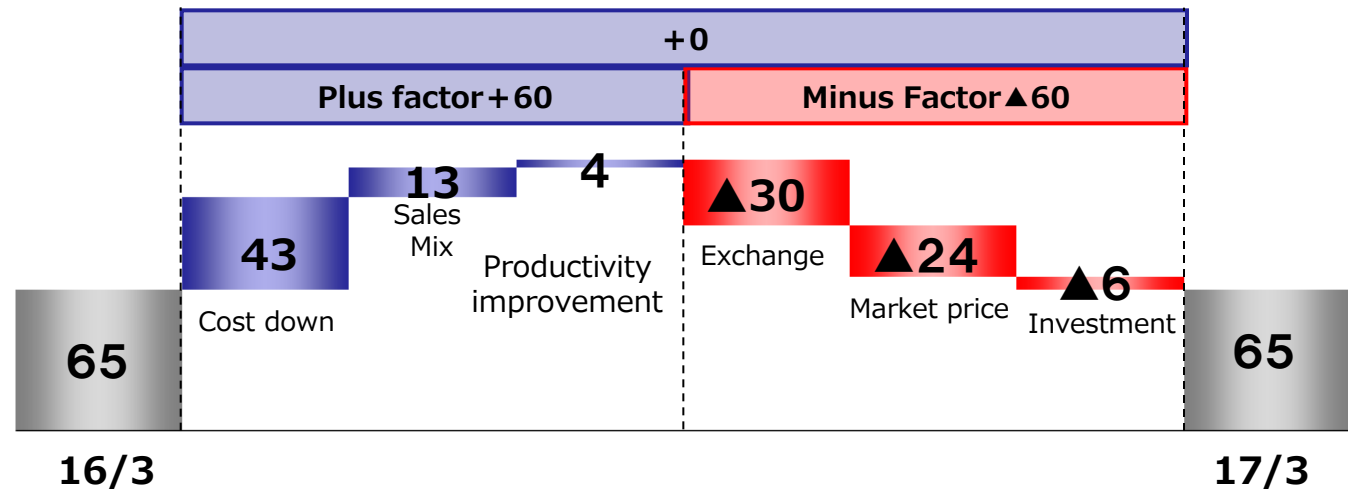 +0
Plus factor+60
Minus Factor▲60
13
4
Sales
Mix
▲30
43
Productivity
improvement
Exchange
▲24
▲6
Cost down
Market price
Investment
65
65
16/3
17/3